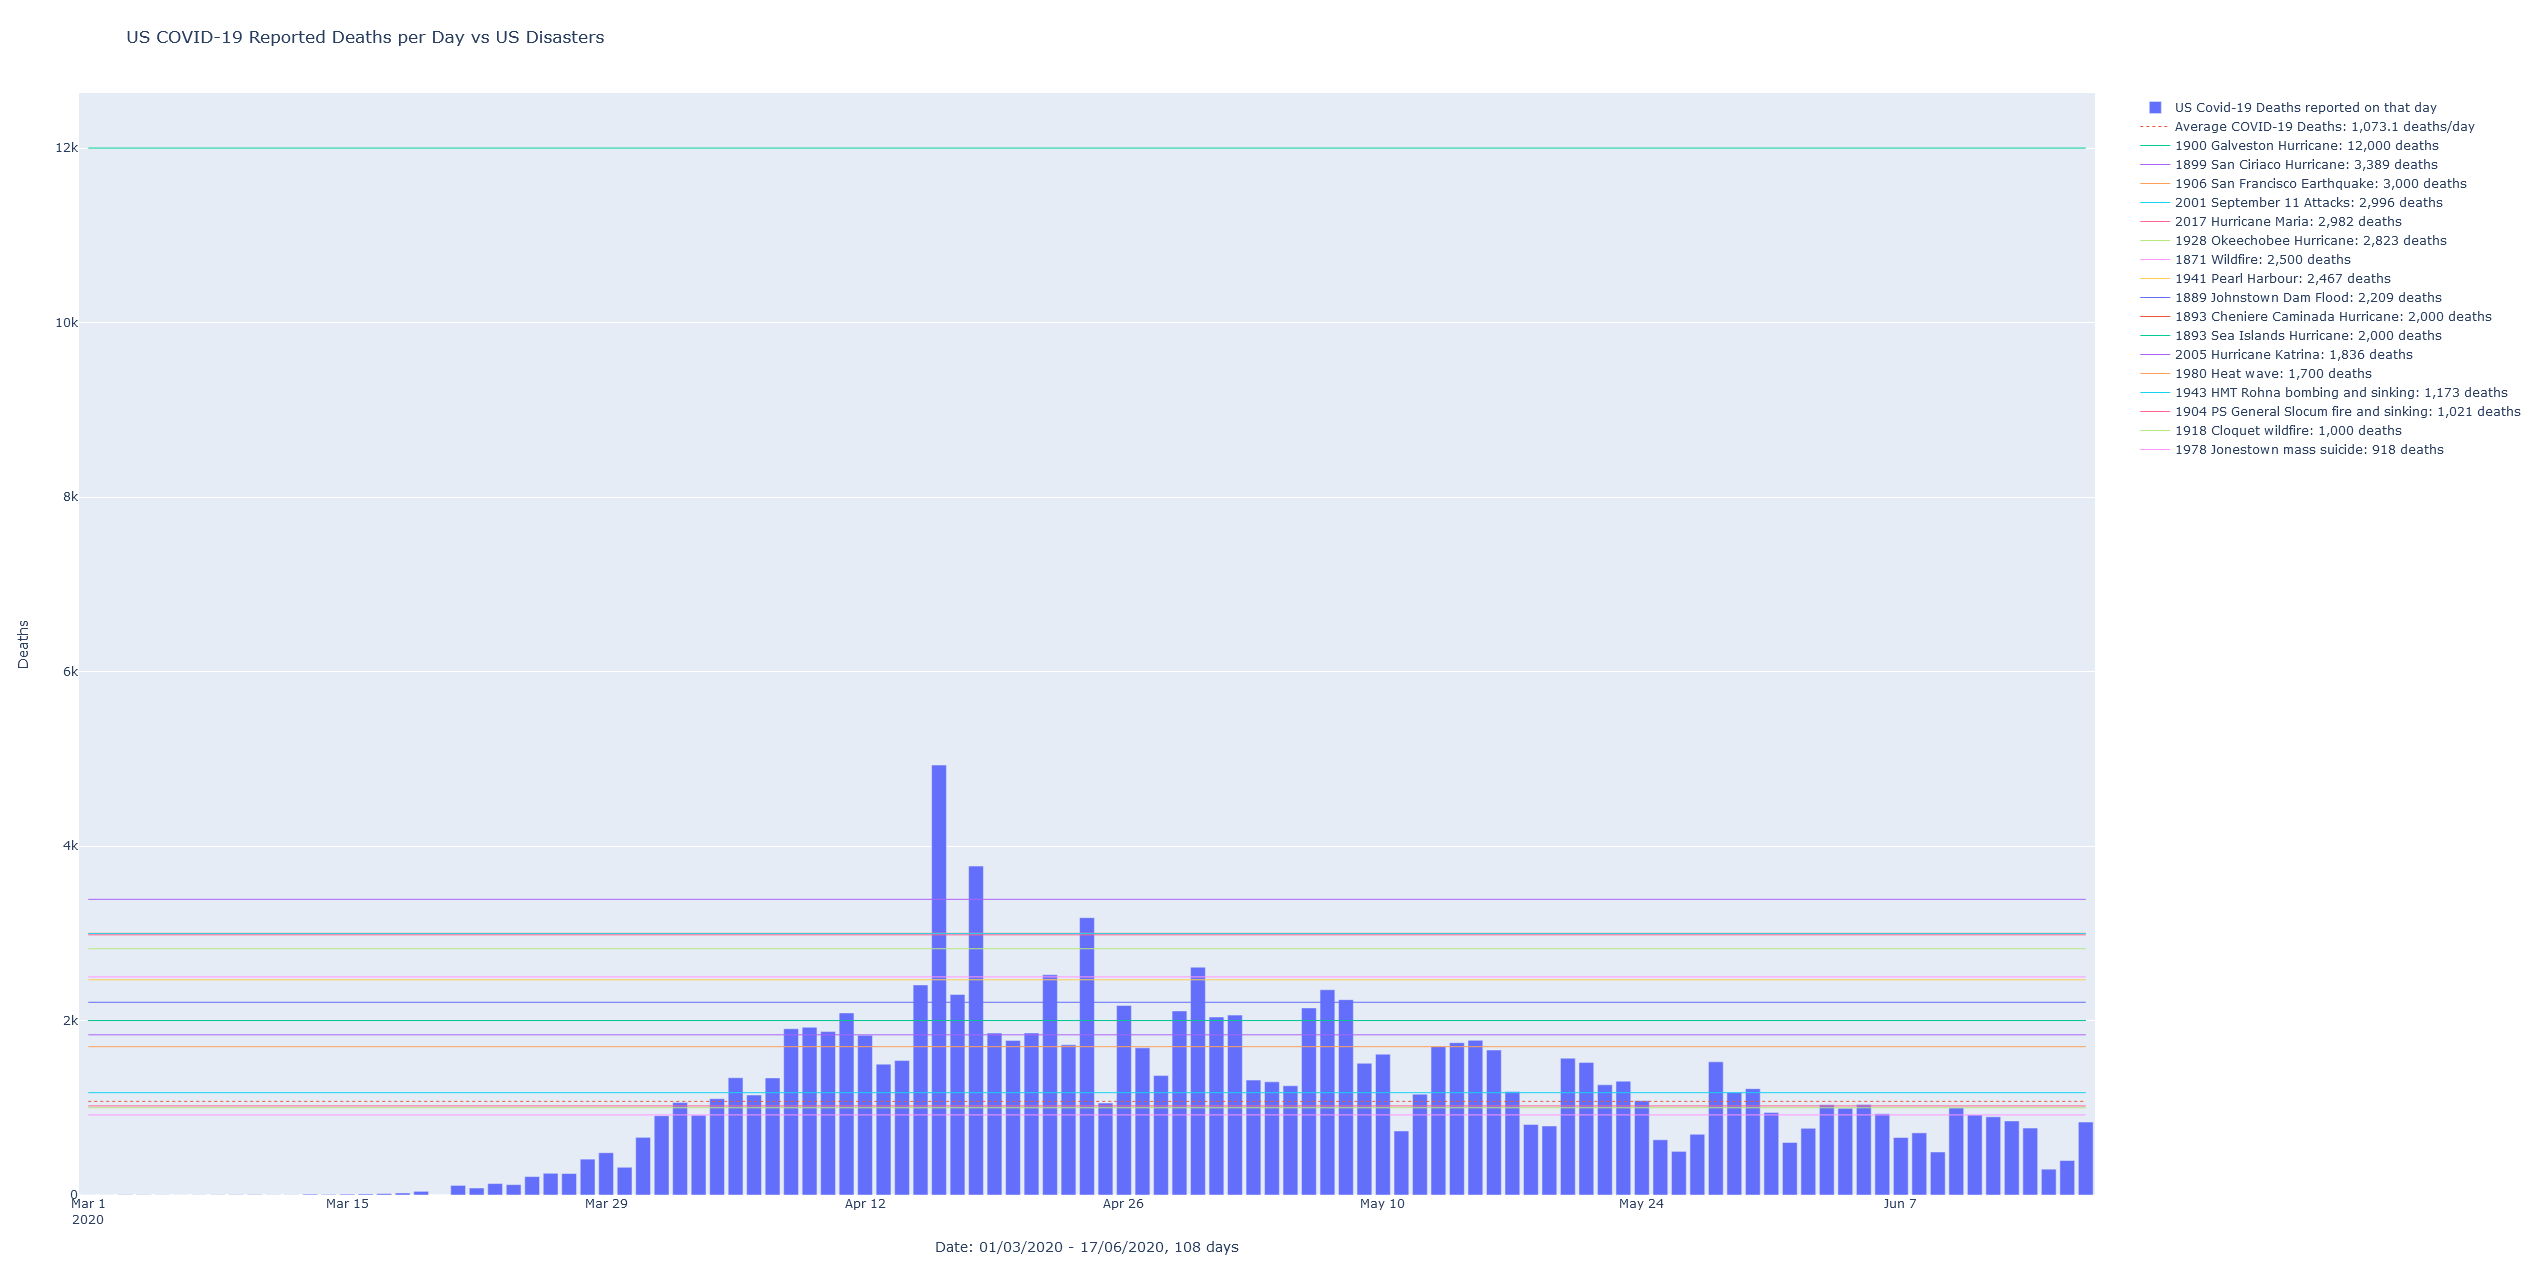 US COVID-19 Reported Deaths per Day vs US Disasters
12k
10k
8k
6k
4k
2k
0
Deaths
Mar 1
2020
Mar 15
Mar 29
Apr 12
Apr 26
May 10
May 24
Jun 7
Date: 01/03/2020 - 17/06/2020, 108 days
US Covid-19 Deaths reported on that day
Average COVID-19 Deaths: 1,073.1 deaths/day
1900 Galveston Hurricane: 12,000 deaths
1899 San Ciriaco Hurricane: 3,389 deaths
1906 San Francisco Earthquake: 3,000 deaths
2001 September 11 Attacks: 2,996 deaths
2017 Hurricane Maria: 2,982 deaths
1928 Okeechobee Hurricane: 2,823 deaths
1871 Wildfire: 2,500 deaths
1941 Pearl Harbour: 2,467 deaths
1889 Johnstown Dam Flood: 2,209 deaths
1893 Cheniere Caminada Hurricane: 2,000 deaths
1893 Sea Islands Hurricane: 2,000 deaths
2005 Hurricane Katrina: 1,836 deaths
1980 Heat wave: 1,700 deaths
1943 HMT Rohna bombing and sinking: 1,173 deaths
1904 PS General Slocum fire and sinking: 1,021 deaths
1918 Cloquet wildfire: 1,000 deaths
1978 Jonestown mass suicide: 918 deaths